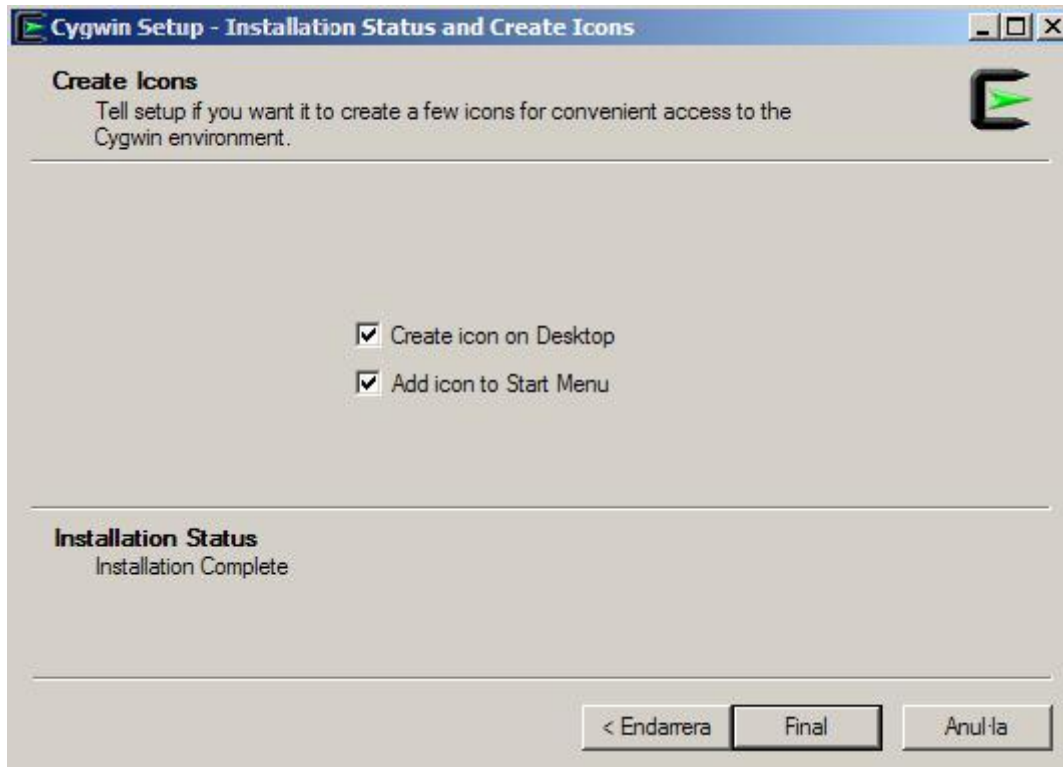 Cygwin Setup - Installation Status and Create Icons
Create Icons
Tell setup if you want it to create a few icons for convenient access to the
Cygwin environment.
Create icon on Desktop
Add icon to Start Menu
Installation Status
Installation Complete
< Endarrera
Final
Anul·la